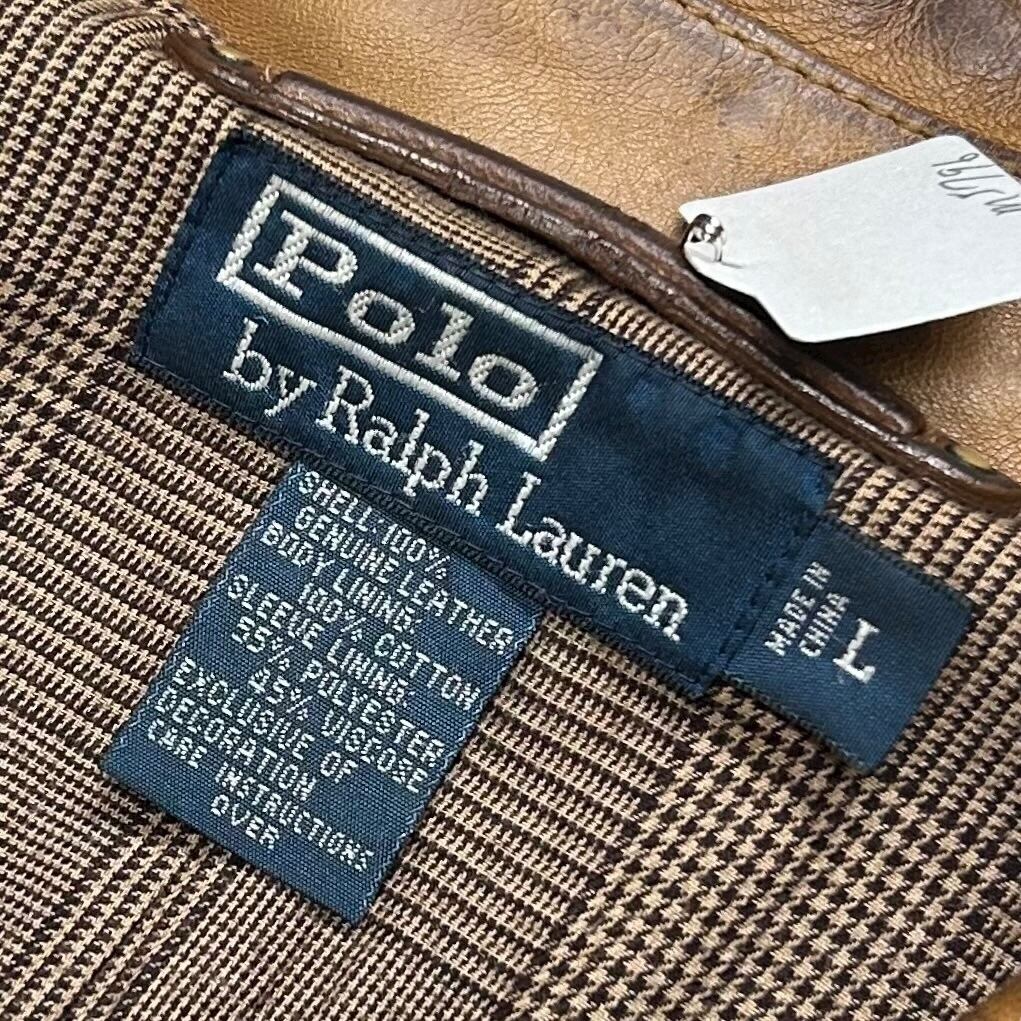 Polo
by Ralph Lauren
MADE IN
CHINA
L
SHELL:100%
GENUINE LEATHER
BODY LINING:
100% COTTON
SLEEVE LINING:
55% POLYESTER
45% VISCOSE
EXCLUSIVE OF
DECORATION
CARE INSTRUCTIONS
OVER